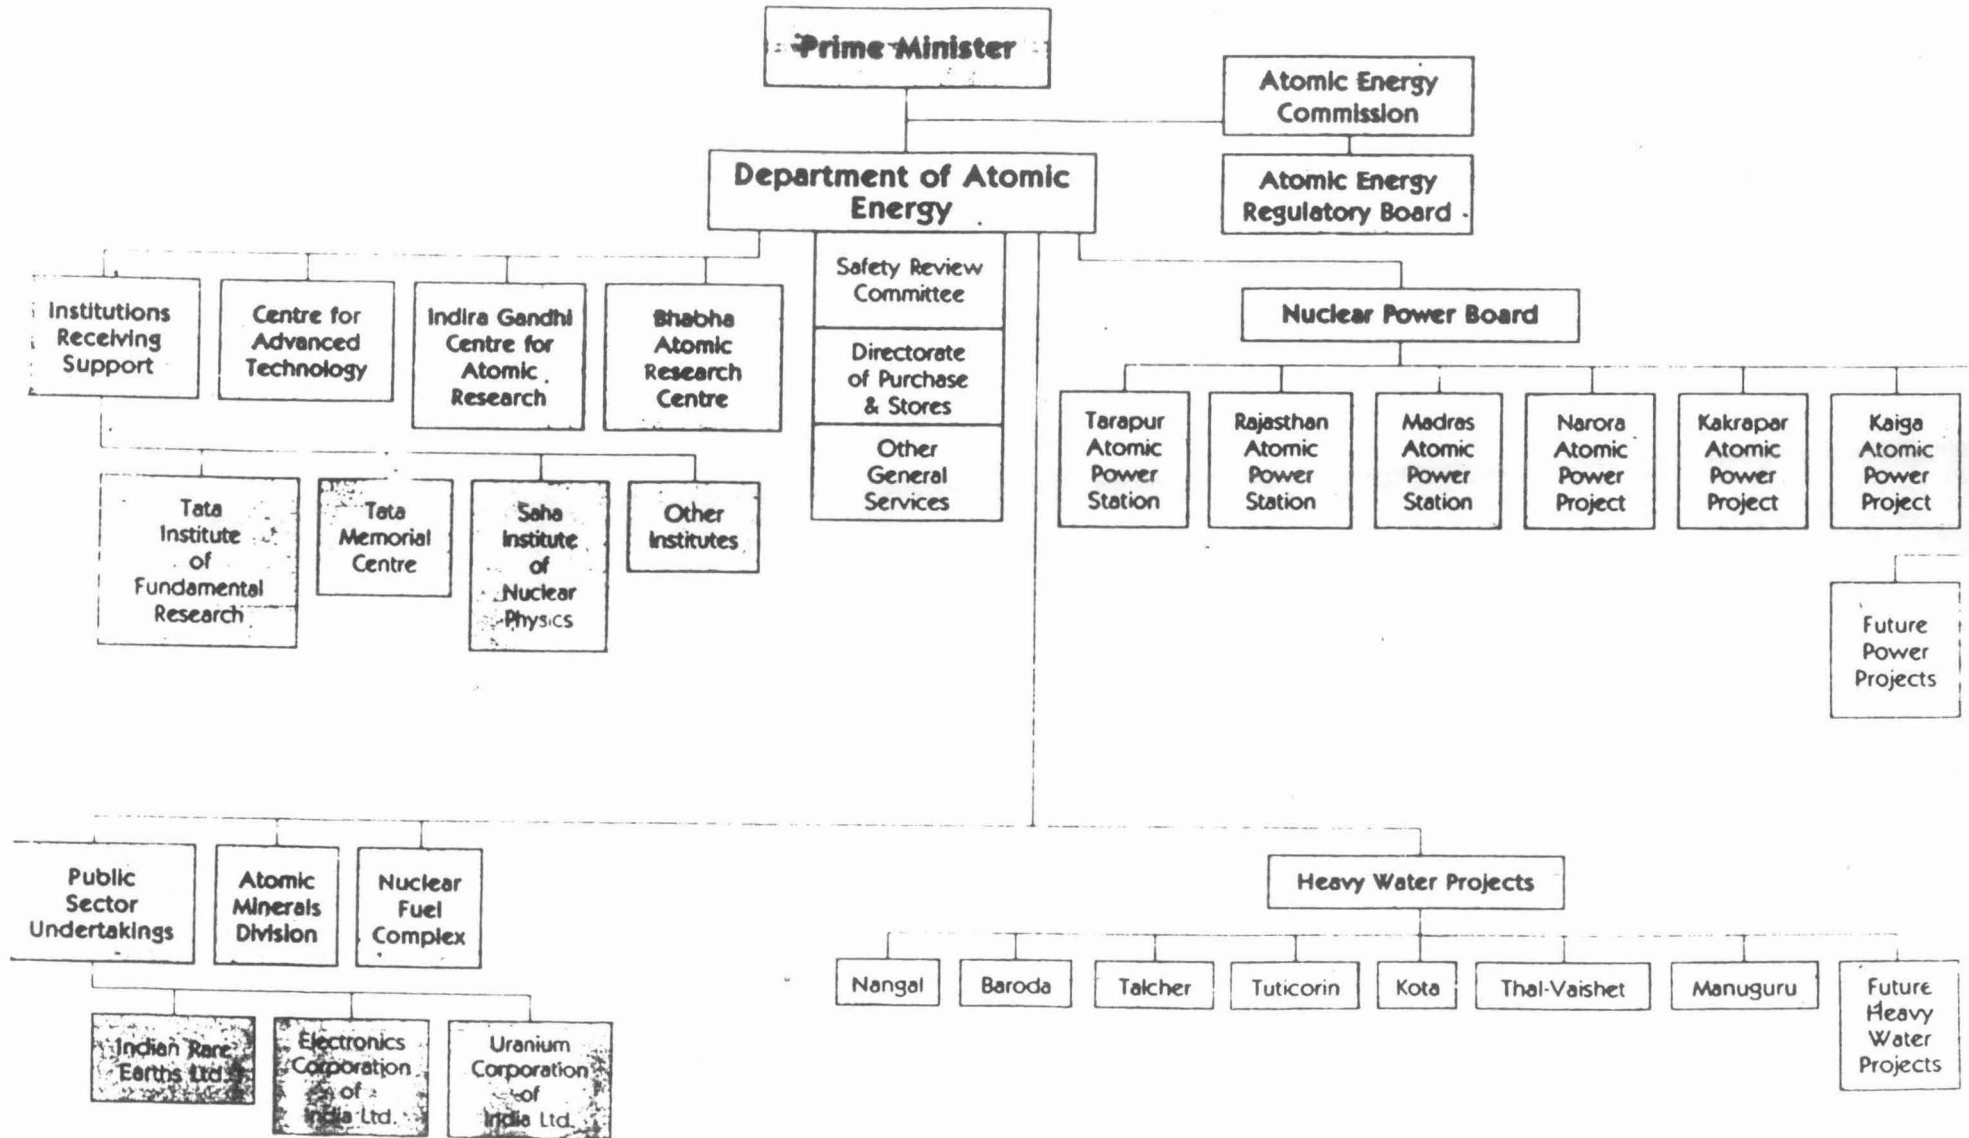 Prime Minister
Atomic Energy
Commission
Department of Atomic
Energy
Atomic Energy
Regulatory Board
Institutions
Receiving
Support
Centre for
Advanced
Technology
Indira Gandhi
Centre for
Atomic
Research
Bhabha
Atomic
Research
Centre
Safety Review
Committee
Directorate
of Purchase
& Stores
Other
General
Services
Nuclear Power Board
Tarapur
Atomic
Power
Station
Rajasthan
Atomic
Power
Station
Madras
Atomic
Power
Station
Narora
Atomic
Power
Project
Kakrapar
Atomic
Power
Project
Kaiga
Atomic
Power
Project
Tata
Institute
of
Fundamental
Research
Tata
Memorial
Centre
Saha
Institute
of
Nuclear
Physics
Other
Institutes
Future
Power
Projects
Public
Sector
Undertakings
Atomic
Minerals
Division
Nuclear
Fuel
Complex
Heavy Water Projects
Nangal
Baroda
Talcher
Tuticorin
Kota
Thal-Vaishet
Manuguru
Future
Heavy
Water
Projects
Indian Rare
Earths Ltd.
Electronics
Corporation
of
India Ltd.
Uranium
Corporation
of
India Ltd.